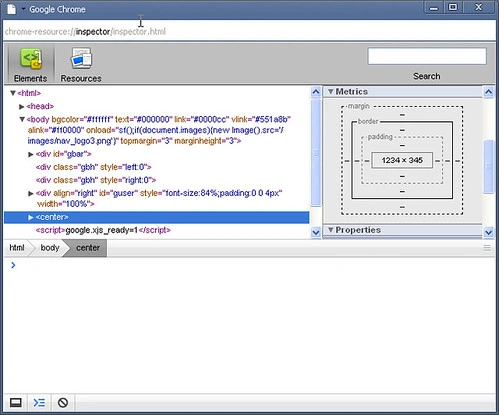 Google Chrome
chrome-resource://inspector/inspector.html
Elements
Resources
Search
<html>
<head>
<body bgcolor="#ffffff" text="#000000" link="#0000cc" vlink="#551a8b"
alink="#ff0000" onload="sf();if(document.images){new Image().src='/
images/nav_logo3.png'}" topmargin="3" marginheight="3">
<div id="gbar">
<div class="gbh" style="left:0">
<div class="gbh" style="right:0">
<div align="right" id="guser" style="font-size:84%;padding:0 0 4px"
width="100%">
<center>
<script>google.xjs_ready=1</script>
Metrics
margin
border
padding
1234 × 345
Properties
html
body
center